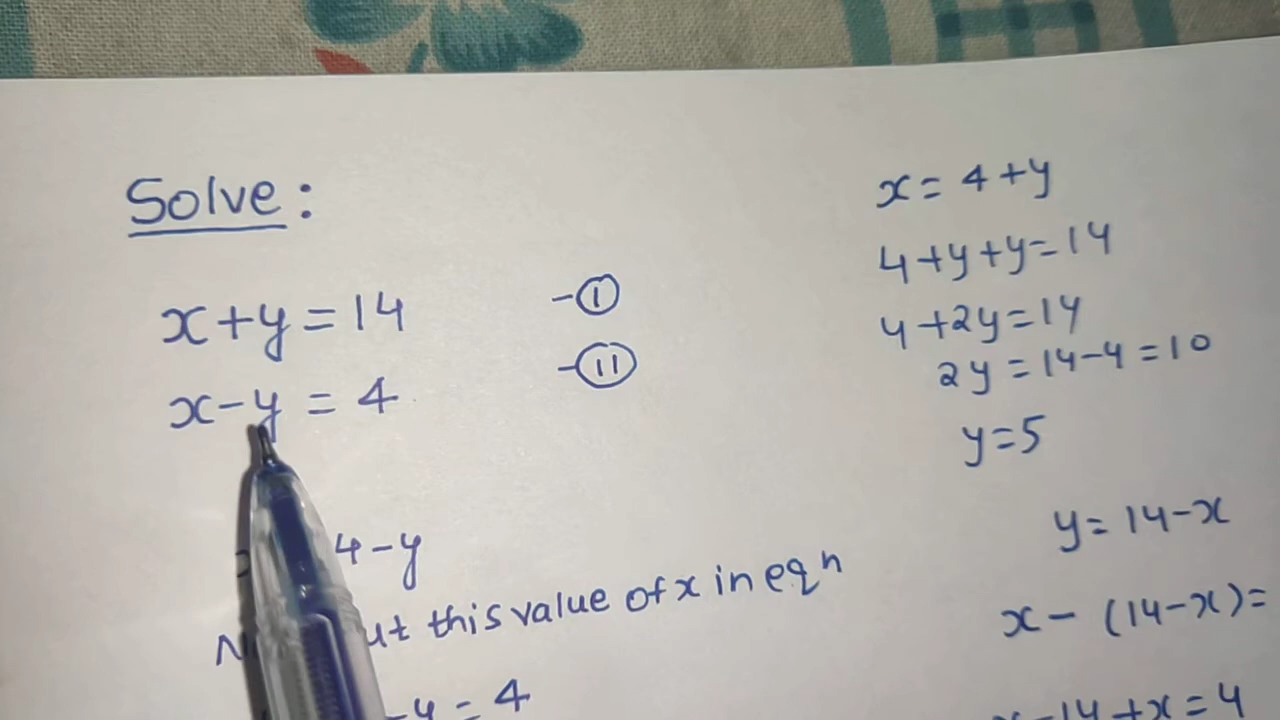 Solve:
x+y=14 -①
x-y=4 -⑪
4-y
this value of x in eqn
-y=4
x=4+y
4+y+y=14
4+2y=14
2y=14-4=10
y=5
y=14-x
x-(14-x)=
x-14+x=4